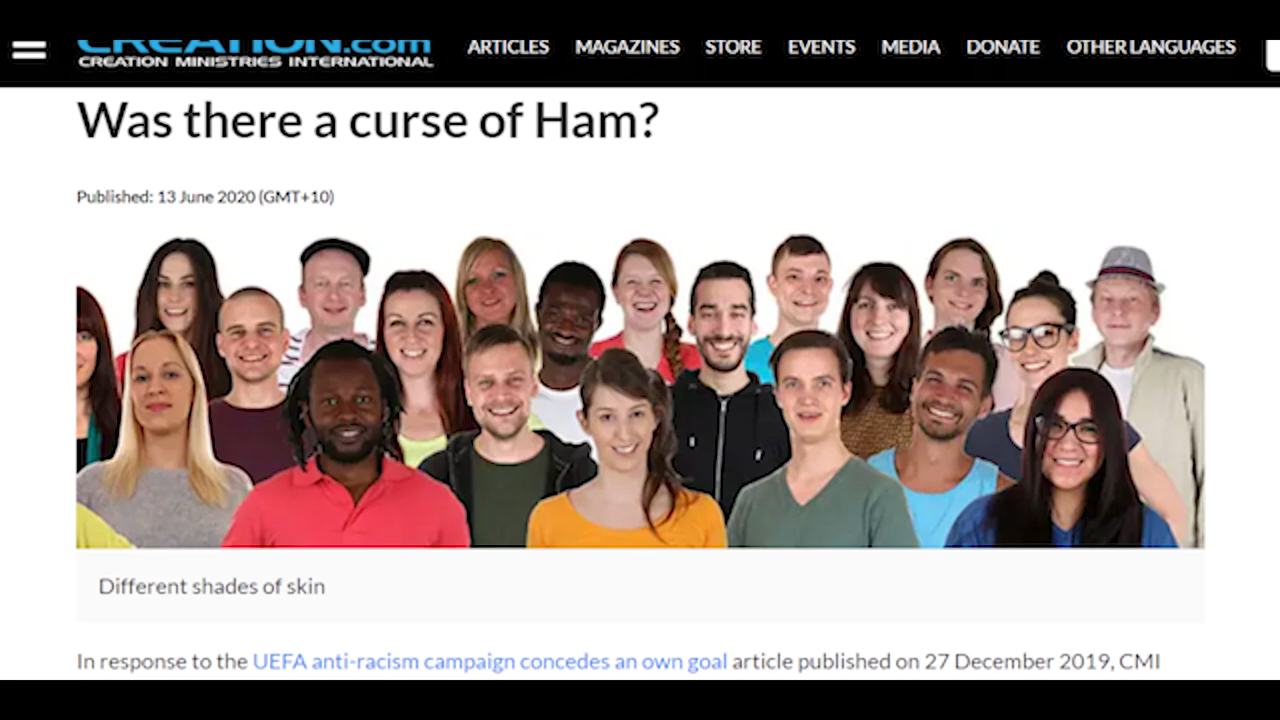 CREATION.com
CREATION MINISTRIES INTERNATIONAL
ARTICLES MAGAZINES STORE EVENTS MEDIA DONATE OTHER LANGUAGES
Was there a curse of Ham?
Published: 13 June 2020 (GMT+10)
Different shades of skin
In response to the UEFA anti-racism campaign concedes an own goal article published on 27 December 2019, CMI